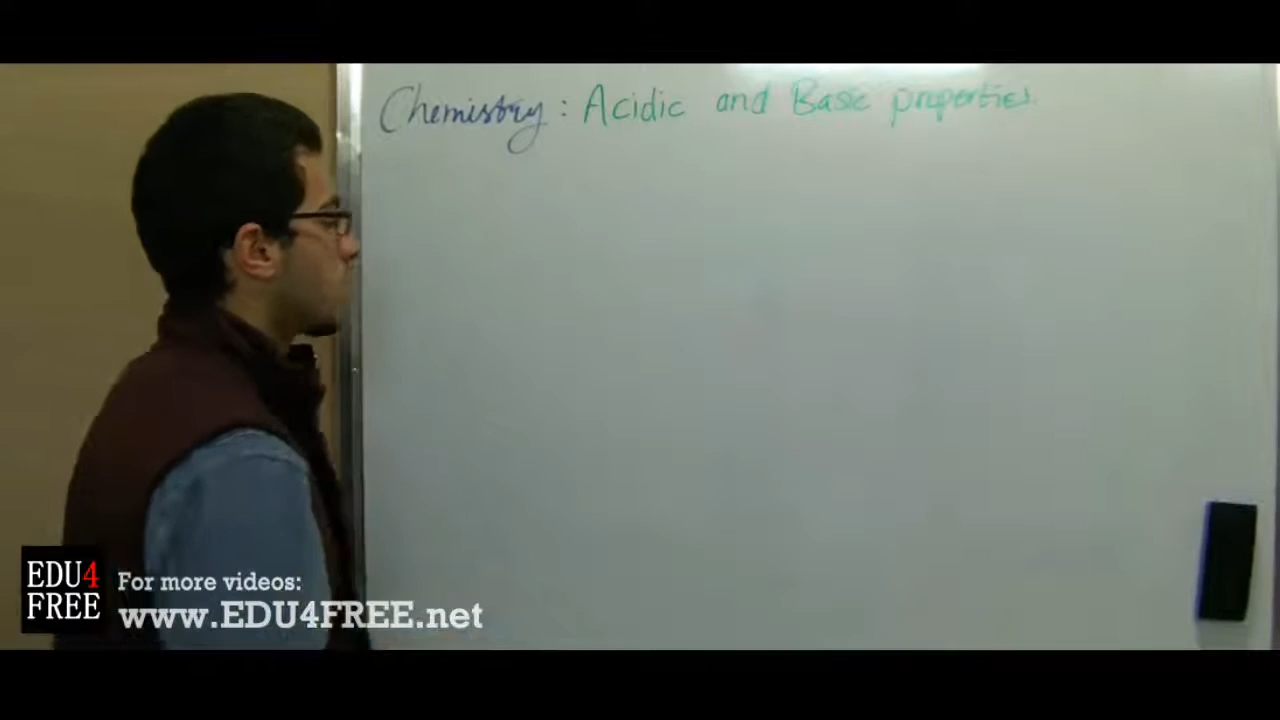 Chemistry: Acidic and Basic properties.
EDU4
FREE
For more videos:
www.EDU4FREE.net